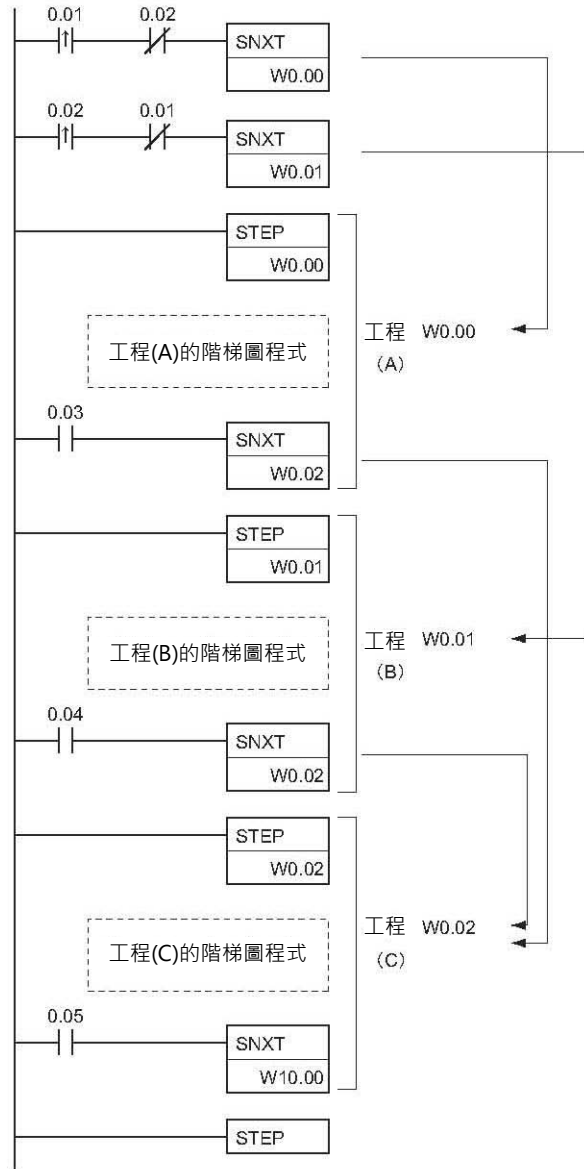 0.01 0.02
SNXT
W0.00
0.02 0.01
SNXT
W0.01
STEP
W0.00
工程(A)的階梯圖程式
工程 W0.00
(A)
0.03
SNXT
W0.02
STEP
W0.01
工程(B)的階梯圖程式
工程 W0.01
(B)
0.04
SNXT
W0.02
STEP
W0.02
工程(C)的階梯圖程式
工程 W0.02
(C)
0.05
SNXT
W10.00
STEP